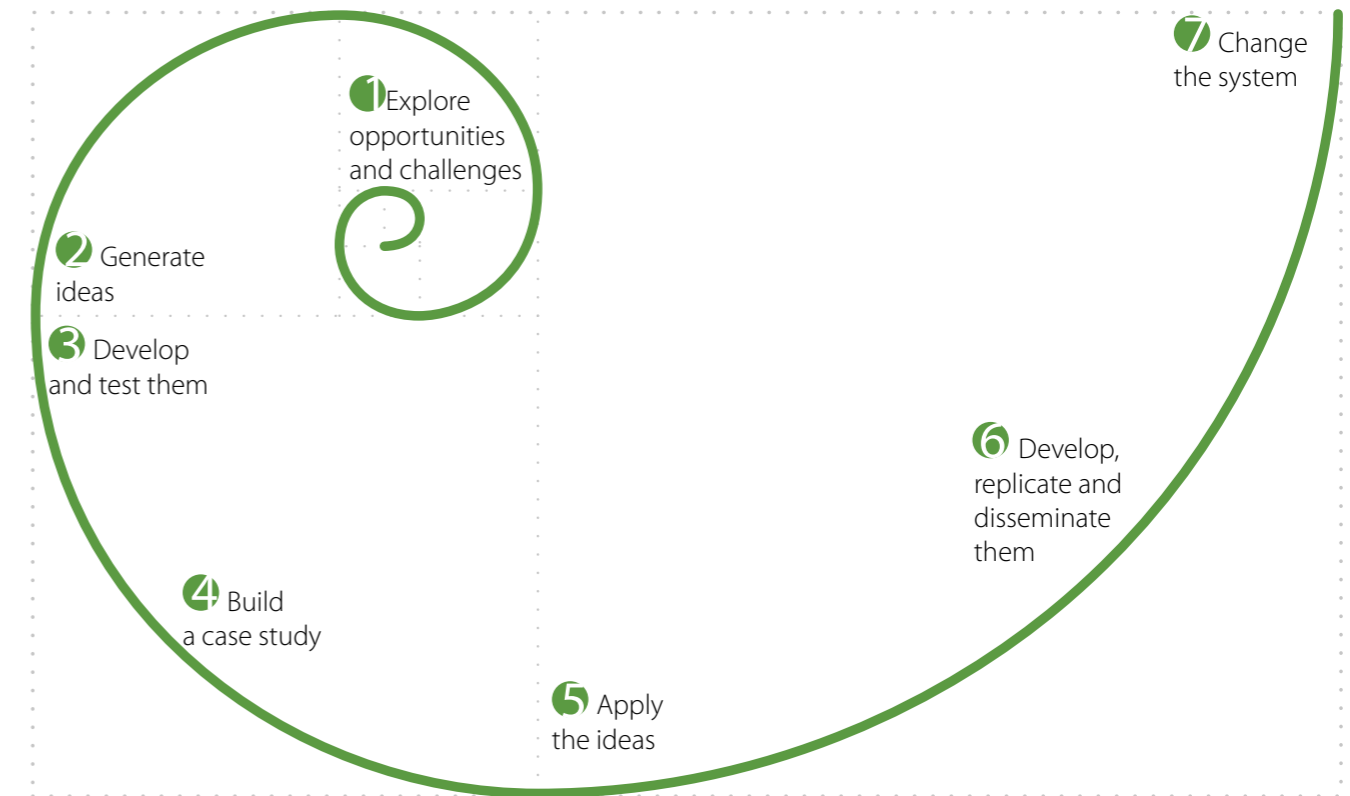 1 Explore
opportunities
and challenges
2 Generate
ideas
3 Develop
and test them
4 Build
a case study
5 Apply
the ideas
6 Develop,
replicate and
disseminate
them
7 Change
the system